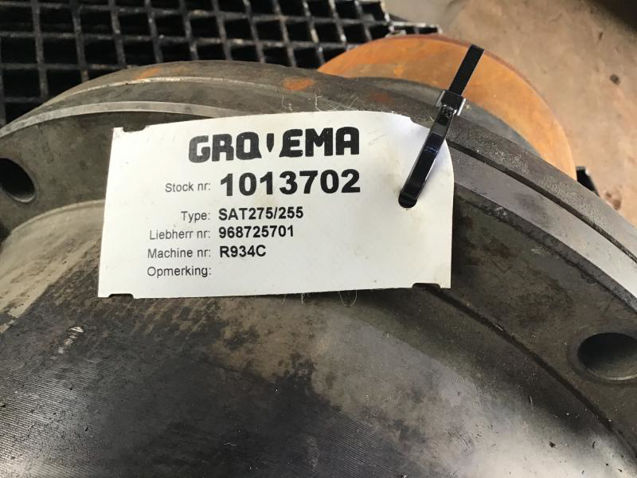 GROVEMA
Stock nr: 1013702
Type: SAT275/255
Liebherr nr: 968725701
Machine nr: R934C
Opmerking: